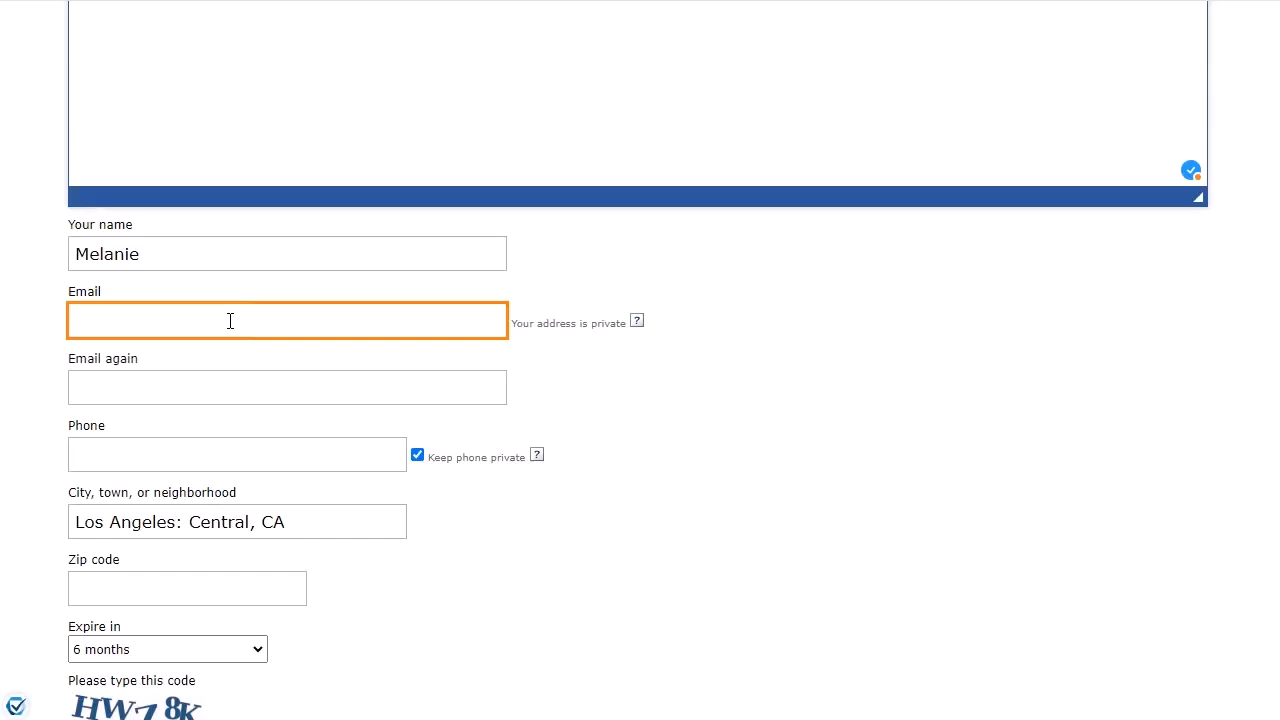 Your name
Melanie
Email
Your address is private ?
Email again
Phone
Keep phone private ?
City, town, or neighborhood
Los Angeles: Central, CA
Zip code
Expire in
6 months
Please type this code
HW78K